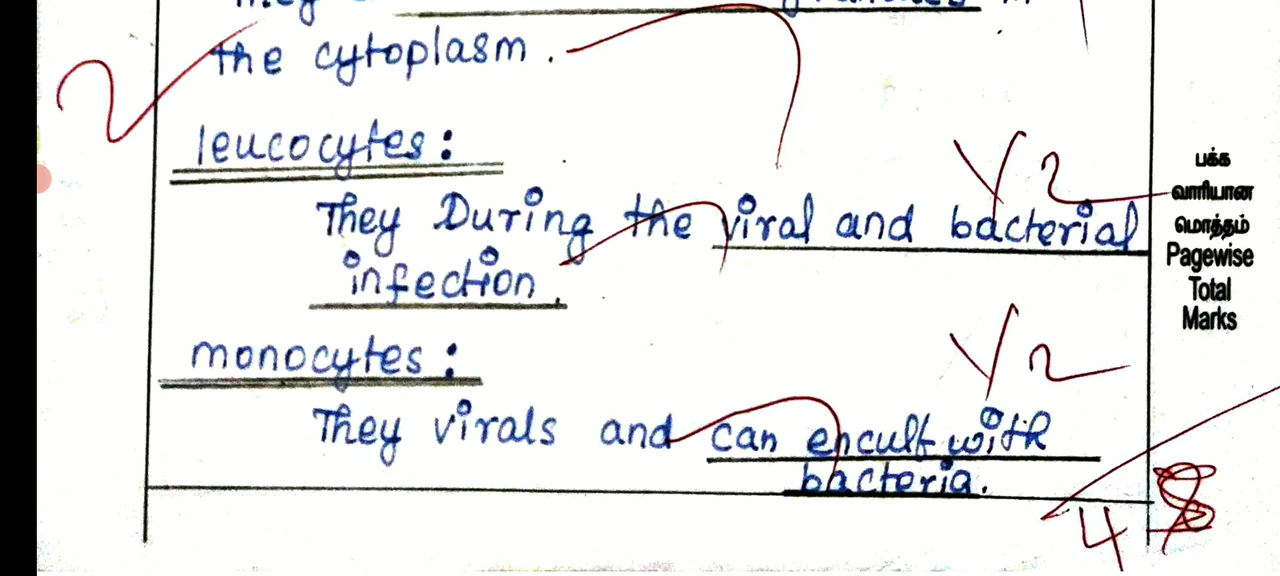 the cytoplasm.
leucocytes:
They During the viral and bacterial
infection.
monocytes:
They virals and can encult with
bacteria.
½
½
4
பக்க
வாரியான
மொத்தம்
Pagewise
Total
Marks